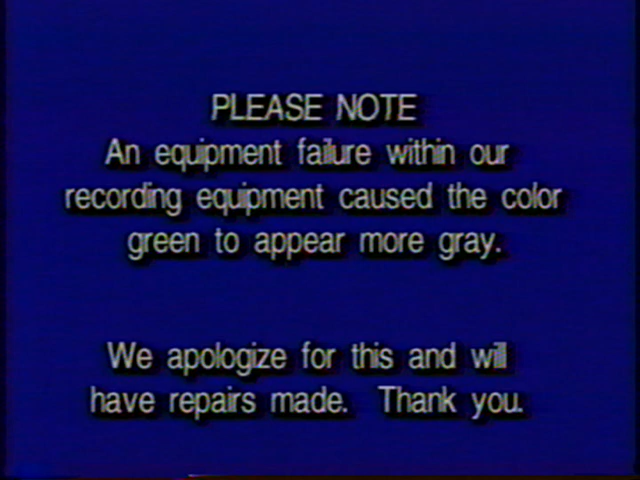 PLEASE NOTE
An equipment failure within our
recording equipment caused the color
green to appear more gray.
We apologize for this and will
have repairs made. Thank you.